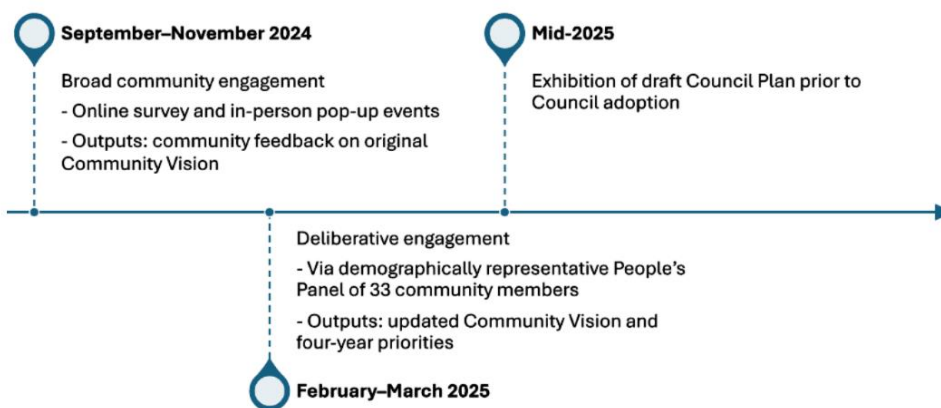 September–November 2024
Broad community engagement
- Online survey and in-person pop-up events
- Outputs: community feedback on original
Community Vision
Mid-2025
Exhibition of draft Council Plan prior to
Council adoption
Deliberative engagement
- Via demographically representative People’s
Panel of 33 community members
- Outputs: updated Community Vision and
four-year priorities
February–March 2025